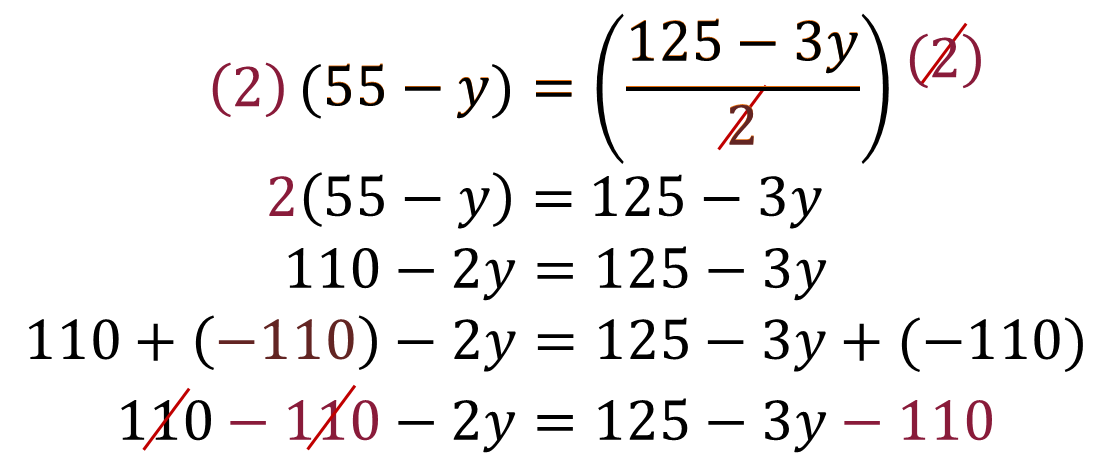 (2) (55 − y) = ((125 − 3y)/2) (2)
2(55 − y) = 125 − 3y
110 − 2y = 125 − 3y
110 + (−110) − 2y = 125 − 3y + (−110)
110 − 110 − 2y = 125 − 3y − 110